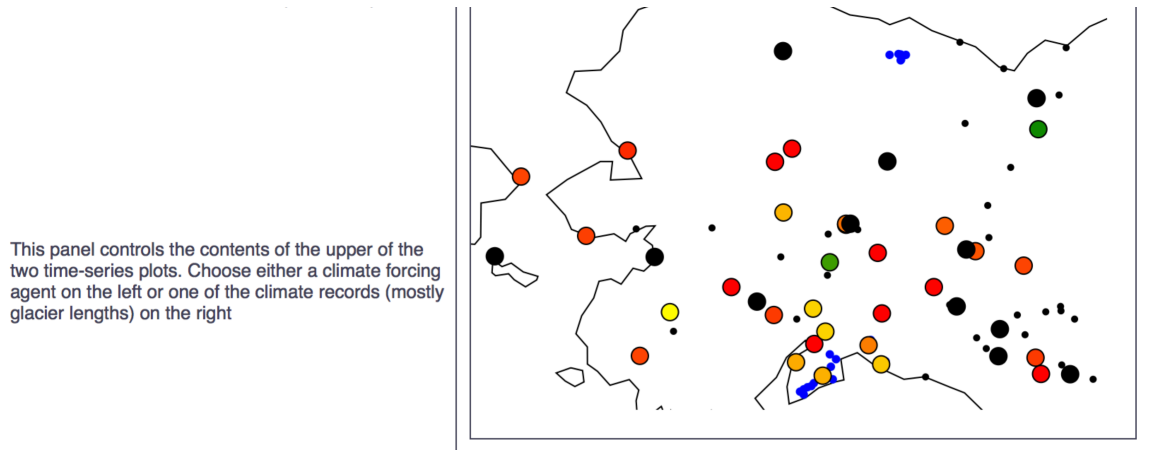 This panel controls the contents of the upper of the
two time-series plots. Choose either a climate forcing
agent on the left or one of the climate records (mostly
glacier lengths) on the right